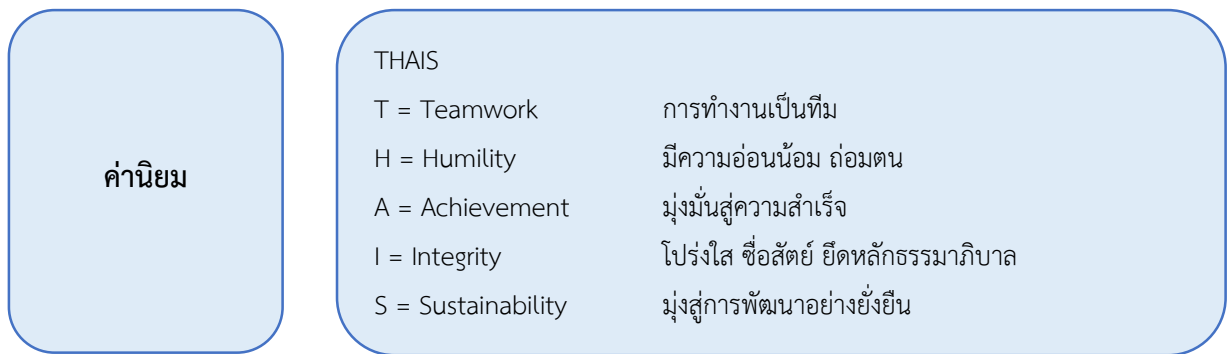 ค่านิยม
THAIS
T = Teamwork การทำงานเป็นทีม
H = Humility มีความอ่อนน้อม ถ่อมตน
A = Achievement มุ่งมั่นสู่ความสำเร็จ
I = Integrity โปร่งใส ซื่อสัตย์ ยึดหลักธรรมาภิบาล
S = Sustainability มุ่งสู่การพัฒนาอย่างยั่งยืน